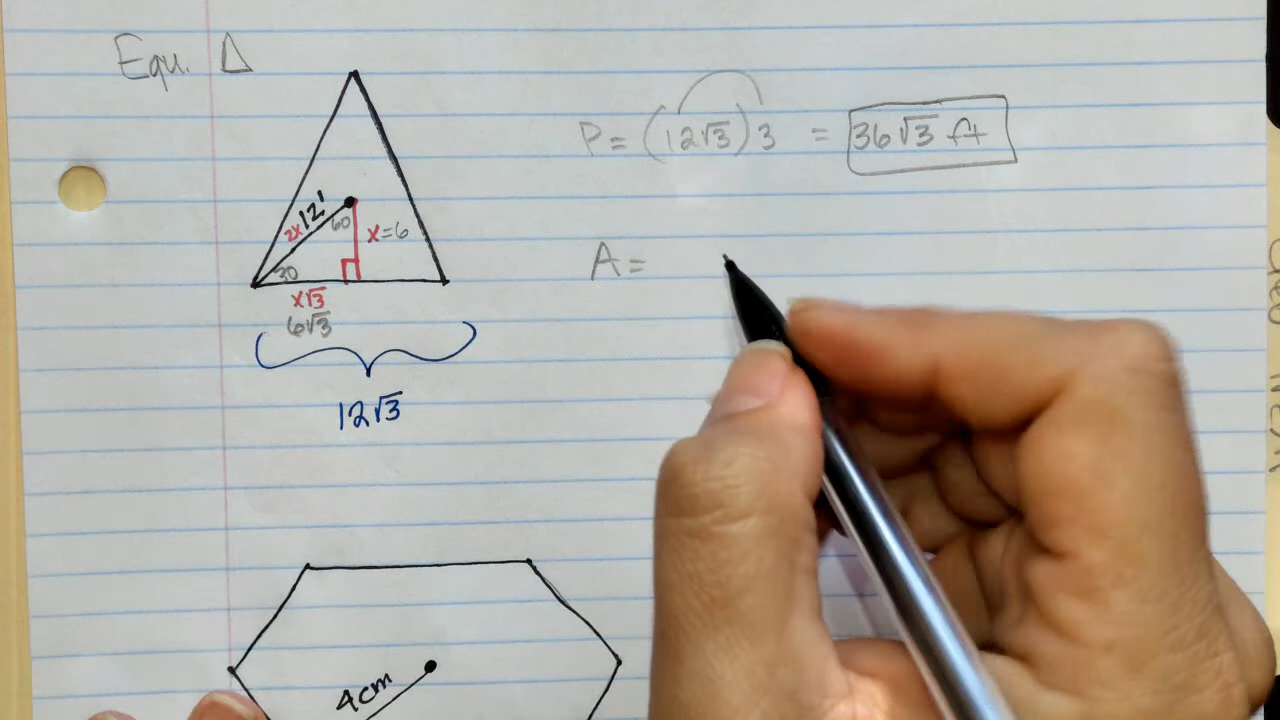 Equ. Δ
P = (12√3)3 = 36√3 ft
12'
2x
60
x=6
30
x√3
6√3
A =
12√3
4cm